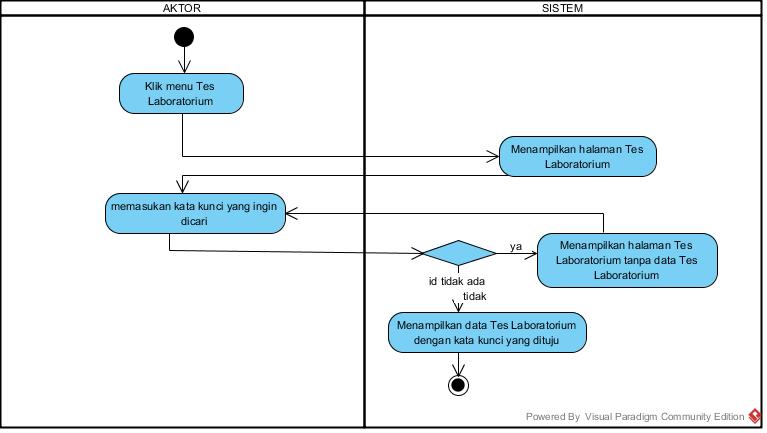 AKTOR
SISTEM
Klik menu Tes
Laboratorium
Menampilkan halaman Tes
Laboratorium
memasukan kata kunci yang ingin
dicari
ya
Menampilkan halaman Tes
Laboratorium tanpa data Tes
Laboratorium
id tidak ada
tidak
Menampilkan data Tes Laboratorium
dengan kata kunci yang dituju
Powered By Visual Paradigm Community Edition